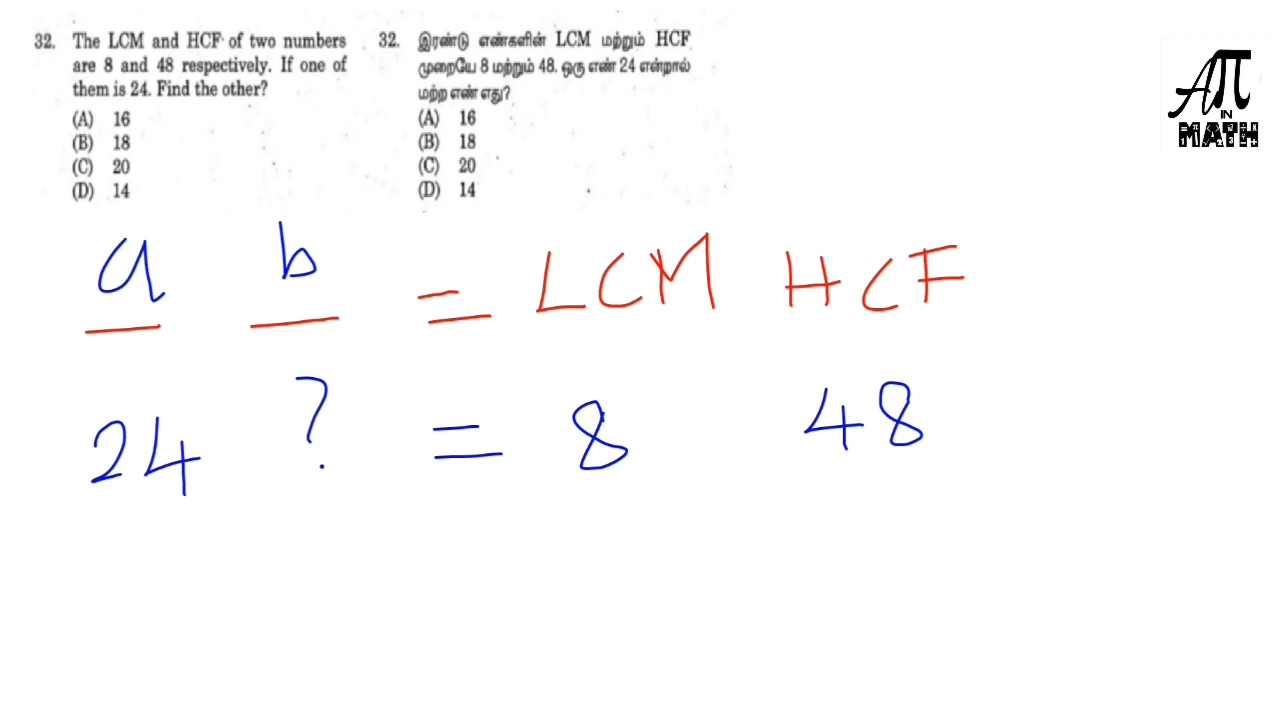 32. The LCM and HCF of two numbers
are 8 and 48 respectively. If one of
them is 24. Find the other?
(A) 16
(B) 18
(C) 20
(D) 14
32. இரண்டு எண்களின் LCM மற்றும் HCF
முறையே 8 மற்றும் 48. ஒரு எண் 24 என்றால்
மற்ற எண் எது?
(A) 16
(B) 18
(C) 20
(D) 14
Aπ
IN
MATH
a b = LCM HCF
24 ? = 8 48